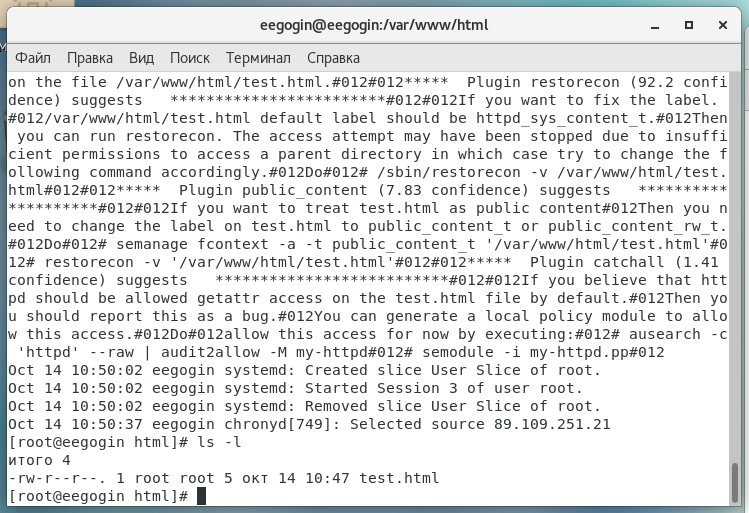 eegogin@eegogin:/var/www/html
Файл Правка Вид Поиск Терминал Справка
on the file /var/www/html/test.html.#012#012*****  Plugin restorecon (92.2 confi
dence) suggests   ************************#012#012If you want to fix the label.
#012/var/www/html/test.html default label should be httpd_sys_content_t.#012Then
 you can run restorecon. The access attempt may have been stopped due to insuffi
cient permissions to access a parent directory in which case try to change the f
ollowing command accordingly.#012Do#012# /sbin/restorecon -v /var/www/html/test.
html#012#012*****  Plugin public_content (7.83 confidence) suggests   **********
********************#012#012If you want to treat test.html as public content#012Then you n
eed to change the label on test.html to public_content_t or public_content_rw_t.
#012Do#012# semanage fcontext -a -t public_content_t '/var/www/html/test.html'#0
12# restorecon -v '/var/www/html/test.html'#012#012*****  Plugin catchall (1.41
confidence) suggests   **************************#012#012If you believe that htt
pd should be allowed getattr access on the test.html file by default.#012Then yo
u should report this as a bug.#012You can generate a local policy module to allo
w this access.#012Do#012allow this access for now by executing:#012# ausearch -c
 'httpd' --raw | audit2allow -M my-httpd#012# semodule -i my-httpd.pp#012
Oct 14 10:50:02 eegogin systemd: Created slice User Slice of root.
Oct 14 10:50:02 eegogin systemd: Started Session 3 of user root.
Oct 14 10:50:02 eegogin systemd: Removed slice User Slice of root.
Oct 14 10:50:37 eegogin chronyd[749]: Selected source 89.109.251.21
[root@eegogin html]# ls -l
итого 4
-rw-r--r--. 1 root root 5 окт 14 10:47 test.html
[root@eegogin html]#